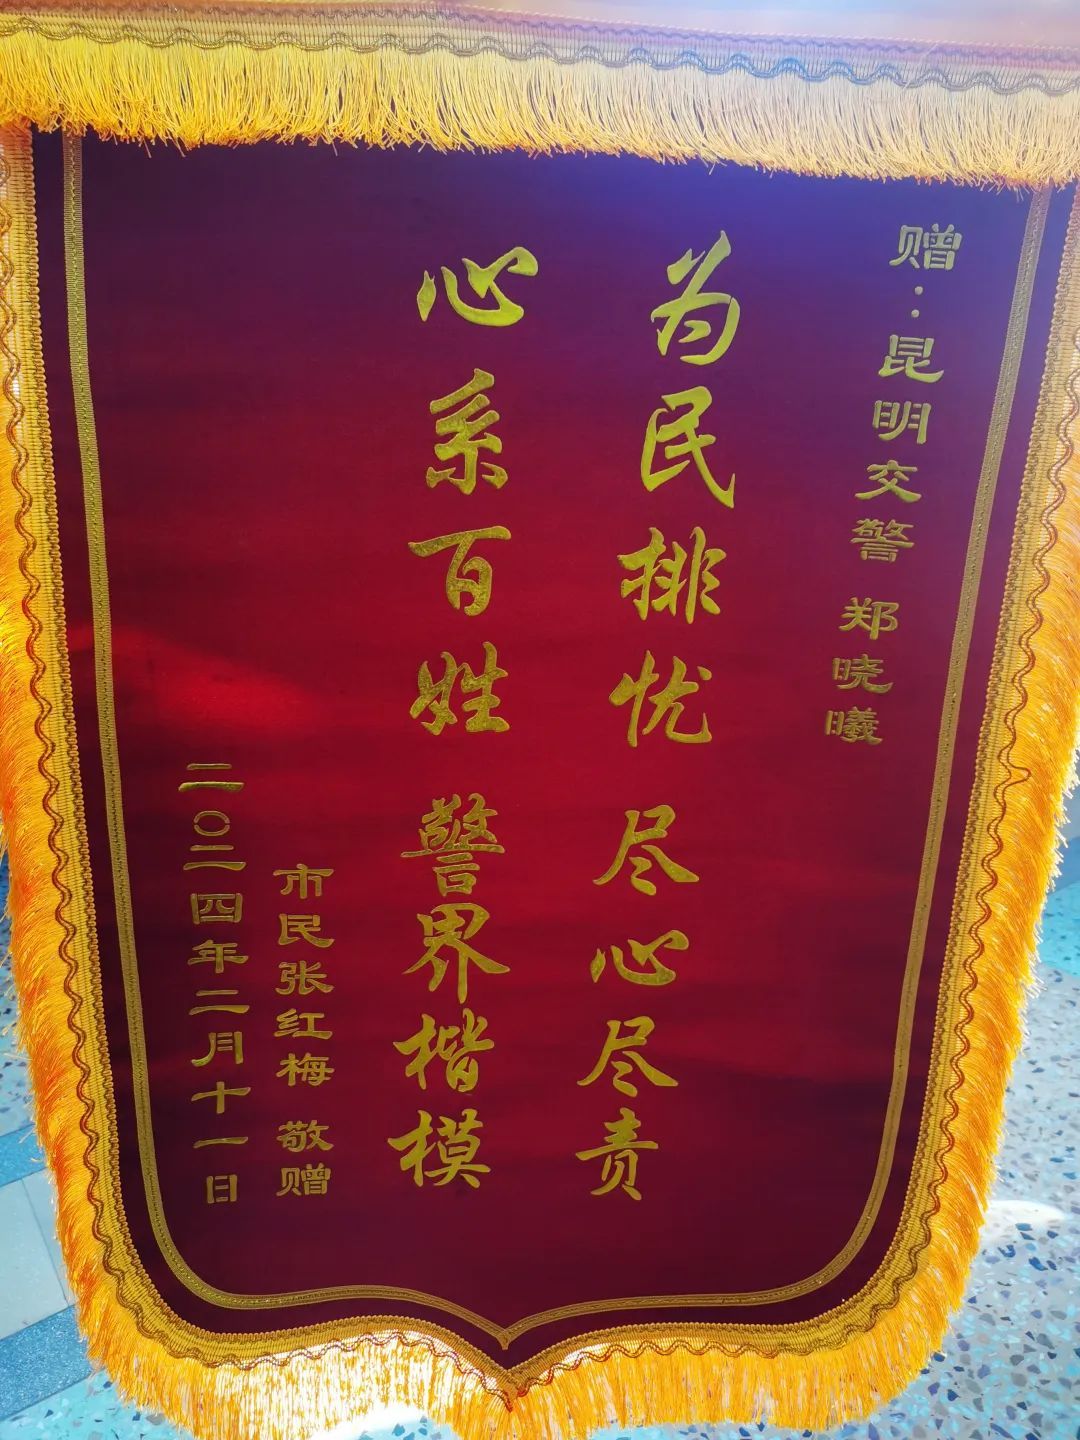 赠：昆明交警 郑晓曦
为民排忧 尽心尽责
心系百姓 警界楷模
市民张红梅 敬赠
二〇二四年二月十一日